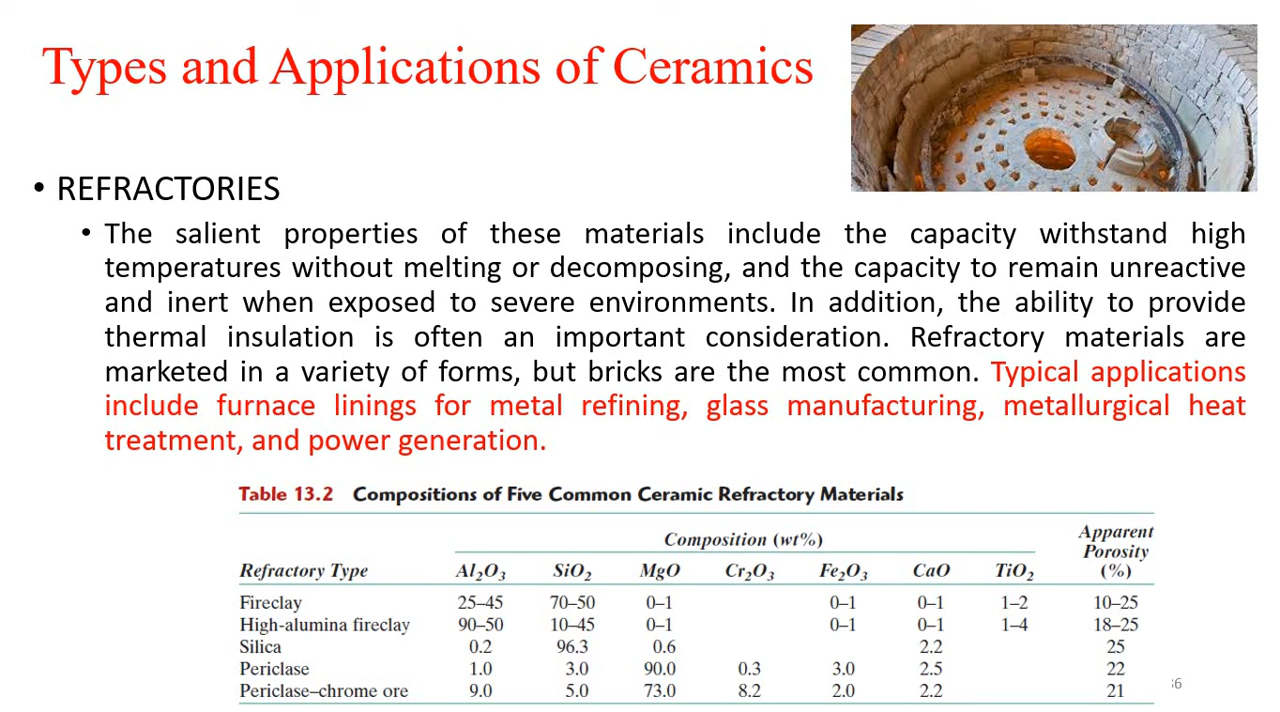 Types and Applications of Ceramics
• REFRACTORIES
• The salient properties of these materials include the capacity withstand high
temperatures without melting or decomposing, and the capacity to remain unreactive
and inert when exposed to severe environments. In addition, the ability to provide
thermal insulation is often an important consideration. Refractory materials are
marketed in a variety of forms, but bricks are the most common. Typical applications
include furnace linings for metal refining, glass manufacturing, metallurgical heat
treatment, and power generation.
Table 13.2 Compositions of Five Common Ceramic Refractory Materials
Composition (wt%)
Apparent
Porosity
Refractory Type Al₂O₃ SiO₂ MgO Cr₂O₃ Fe₂O₃ CaO TiO₂ (%)
Fireclay 25–45 70–50 0–1 0–1 0–1 1–2 10–25
High-alumina fireclay 90–50 10–45 0–1 0–1 0–1 1–4 18–25
Silica 0.2 96.3 0.6 2.2 25
Periclase 1.0 3.0 90.0 0.3 3.0 2.5 22
Periclase–chrome ore 9.0 5.0 73.0 8.2 2.0 2.2 21